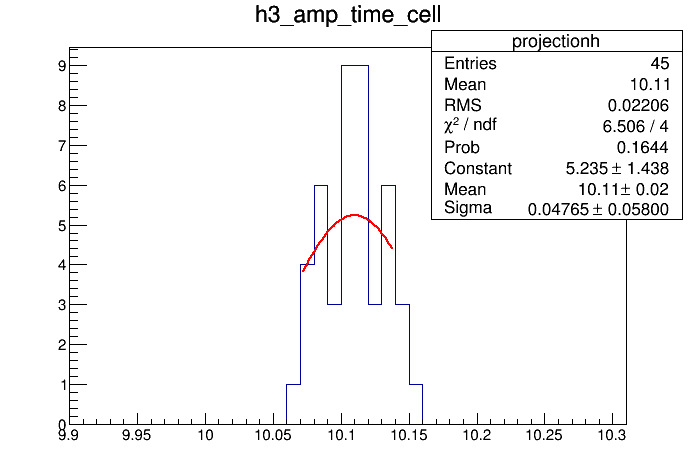 h3_amp_time_cell
projectionh
Entries 45
Mean 10.11
RMS 0.02206
χ² / ndf 6.506 / 4
Prob 0.1644
Constant 5.235 ± 1.438
Mean 10.11 ± 0.02
Sigma 0.04765 ± 0.05800
9
8
7
6
5
4
3
2
1
0
9.9 9.95 10 10.05 10.1 10.15 10.2 10.25 10.3